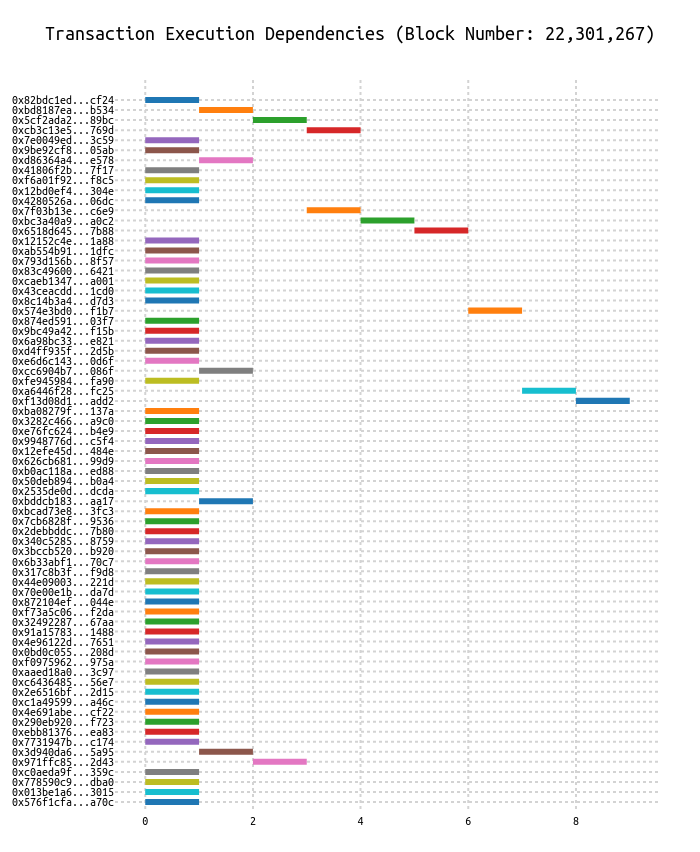 Transaction Execution Dependencies (Block Number: 22,301,267)
0x82bdc1ed...cf24
0xbd8187ea...b534
0x5cf2ada2...89bc
0xcb3c13e5...769d
0x7e0049ed...3c59
0x9be92cf8...05ab
0xd86364a4...e578
0x41806f2b...7f17
0xf6a01f92...f8c5
0x12bd0ef4...304e
0x4280526a...06dc
0x7f03b13e...c6e9
0xbc3a40a9...a0c2
0x6518d645...7b88
0x12152c4e...1a88
0xab554b91...1dfc
0x793d156b...8f57
0x83c49600...6421
0xcaeb1347...a001
0x43ceacdd...1cd0
0x8c14b3a4...d7d3
0x574e3bd0...f1b7
0x874ed591...03f7
0x9bc49a42...f15b
0x6a98bc33...e821
0xd4ff935f...2d5b
0xe6d6c143...0d6f
0xcc6904b7...086f
0xfe945984...fa90
0xa6446f28...fc25
0xf13d08d1...add2
0xba08279f...137a
0x3282c466...a9c0
0xe76fc624...b4e9
0x9948776d...c5f4
0x12efe45d...484e
0x626cb681...99d9
0xb0ac118a...ed88
0x50deb894...b0a4
0x2535de0d...dcda
0xbddcb183...aa17
0xbcad73e8...3fc3
0x7cb6828f...9536
0x2debbddc...7b80
0x340c5285...8759
0x3bccb520...b920
0x6b33abf1...70c7
0x317c8b3f...f9d8
0x44e09003...221d
0x70e00e1b...da7d
0x872104ef...044e
0xf73a5c06...f2da
0x32492287...67aa
0x91a15783...1488
0x4e96122d...7651
0x0bd0c055...208d
0xf0975962...975a
0xaaed18a0...3c97
0xc6436485...56e7
0x2e6516bf...2d15
0xc1a49599...a46c
0x4e691abe...cf22
0x290eb920...f723
0xebb81376...ea83
0x7731947b...c174
0x3d940da6...5a95
0x971ffc85...2d43
0xc0aeda9f...359c
0x778590c9...dba0
0x013be1a6...3015
0x576f1cfa...a70c
0 2 4 6 8